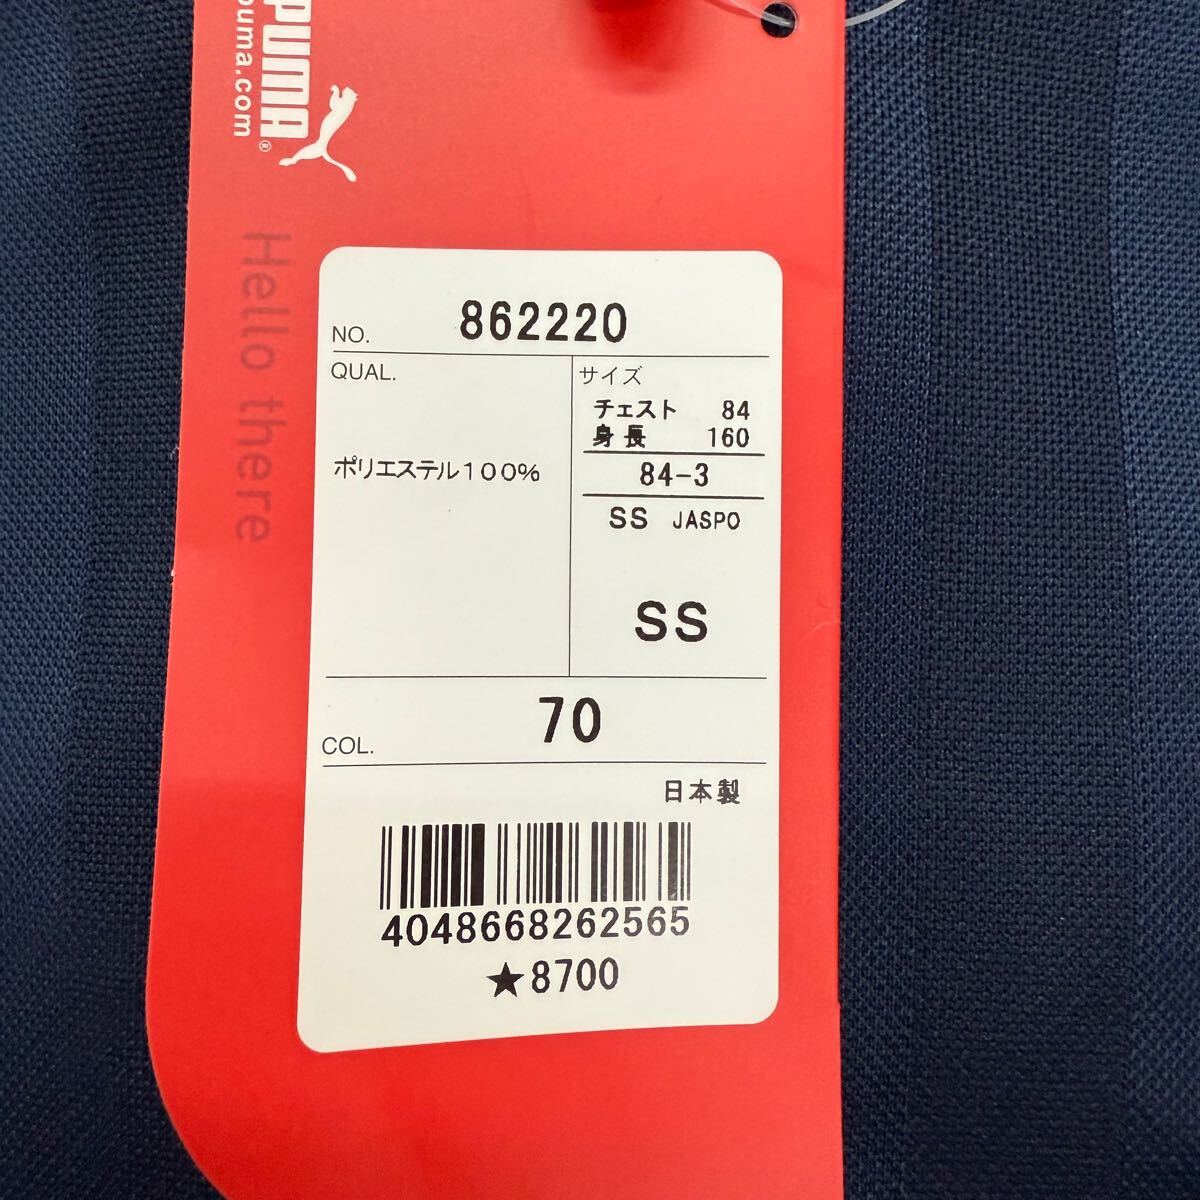 PUMA®
puma.com
Hello there
NO. 862220
QUAL.
ポリエステル100%
サイズ
チェスト 84
身長 160
84-3
SS JASPO
SS
COL. 70
日本製
4048668262565
★8700